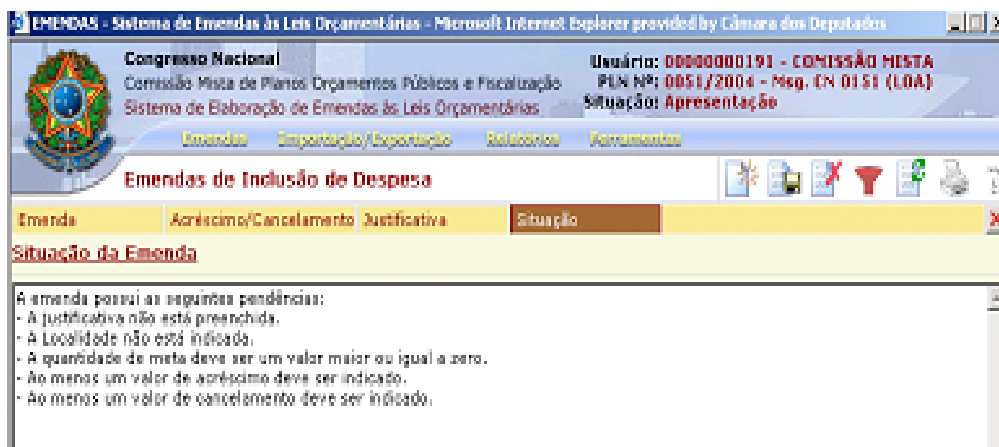 EMENDAS - Sistema de Emendas às Leis Orçamentárias - Microsoft Internet Explorer provided by Câmara dos Deputados
Congresso Nacional
Comissão Mista de Planos Orçamentos Públicos e Fiscalização
Sistema de Elaboração de Emendas às Leis Orçamentárias
Usuário: 00000000191 - COMISSÃO MISTA
PLN Nº: 0051/2004 - Msg. CN 0151 (LOA)
Situação: Apresentação
Emendas Importação/Exportação Relatórios Ferramentas
Emendas de Inclusão de Despesa
Emenda Acréscimo/Cancelamento Justificativa Situação
Situação da Emenda
A emenda possui as seguintes pendências:
- A justificativa não está preenchida.
- A Localidade não está indicada.
- A quantidade de meta deve ser um valor maior ou igual a zero.
- Ao menos um valor de acréscimo deve ser indicado.
- Ao menos um valor de cancelamento deve ser indicado.